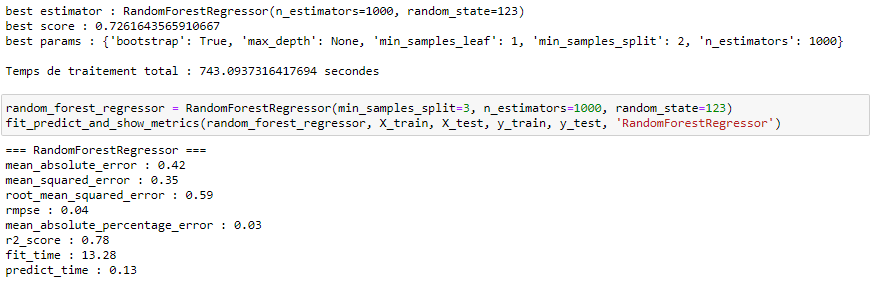 best estimator : RandomForestRegressor(n_estimators=1000, random_state=123)
best score : 0.7261643565910667
best params : {'bootstrap': True, 'max_depth': None, 'min_samples_leaf': 1, 'min_samples_split': 2, 'n_estimators': 1000}
Temps de traitement total : 743.0937316417694 secondes
random_forest_regressor = RandomForestRegressor(min_samples_split=3, n_estimators=1000, random_state=123)
fit_predict_and_show_metrics(random_forest_regressor, X_train, X_test, y_train, y_test, 'RandomForestRegressor')
=== RandomForestRegressor ===
mean_absolute_error : 0.42
mean_squared_error : 0.35
root_mean_squared_error : 0.59
rmpse : 0.04
mean_absolute_percentage_error : 0.03
r2_score : 0.78
fit_time : 13.28
predict_time : 0.13